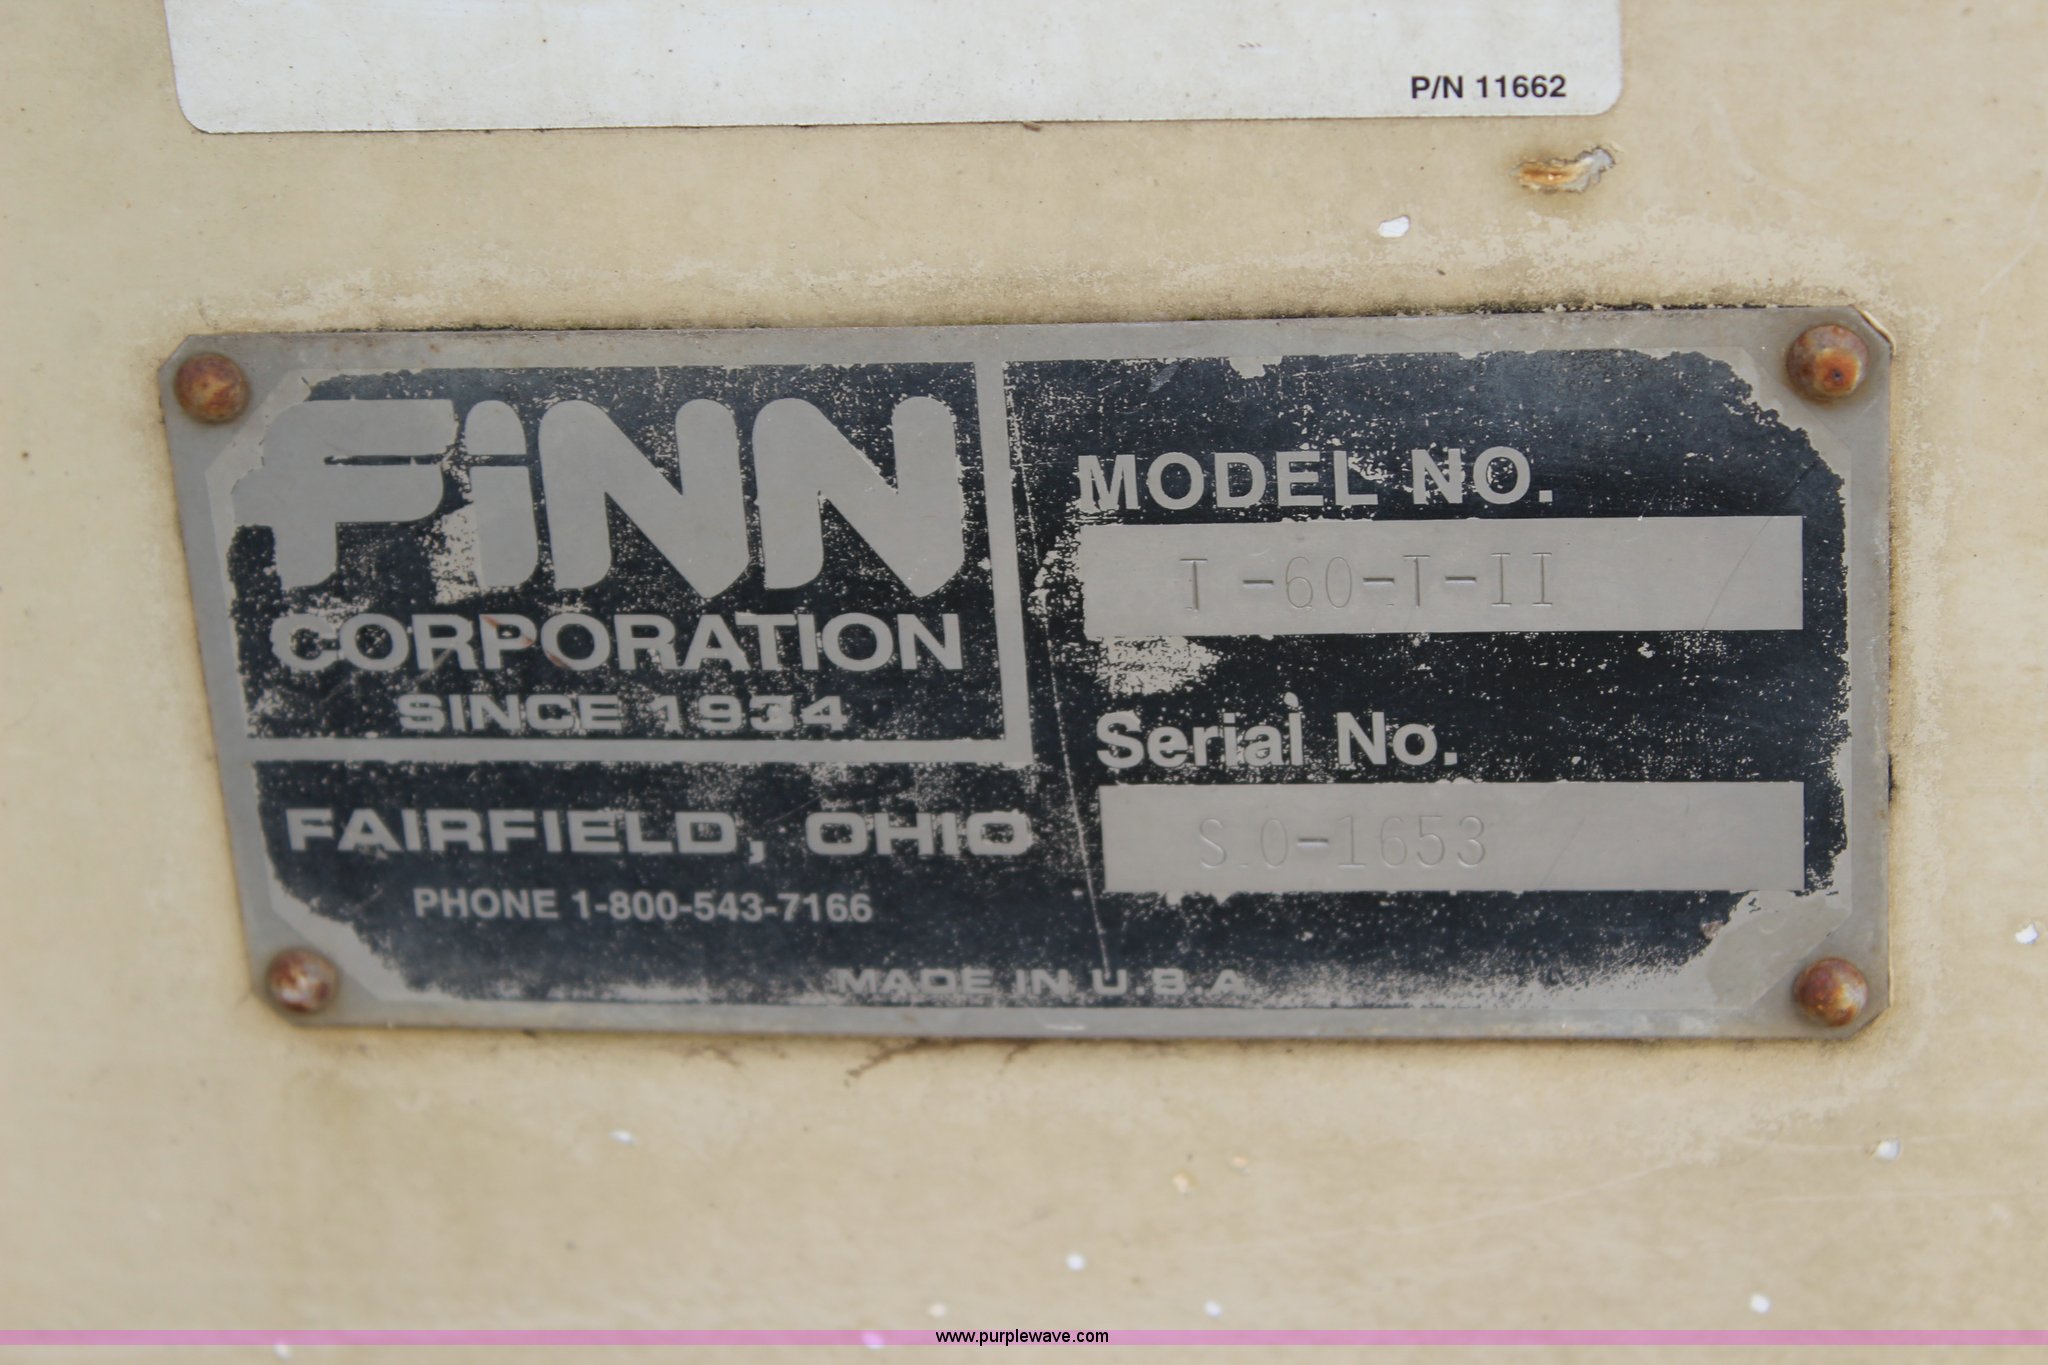 P/N 11662
FINN
CORPORATION
SINCE 1934
FAIRFIELD, OHIO
PHONE 1-800-543-7166
MADE IN U.S.A
MODEL NO.
T-60-T-II
Serial No.
S.O-1653
www.purplewave.com